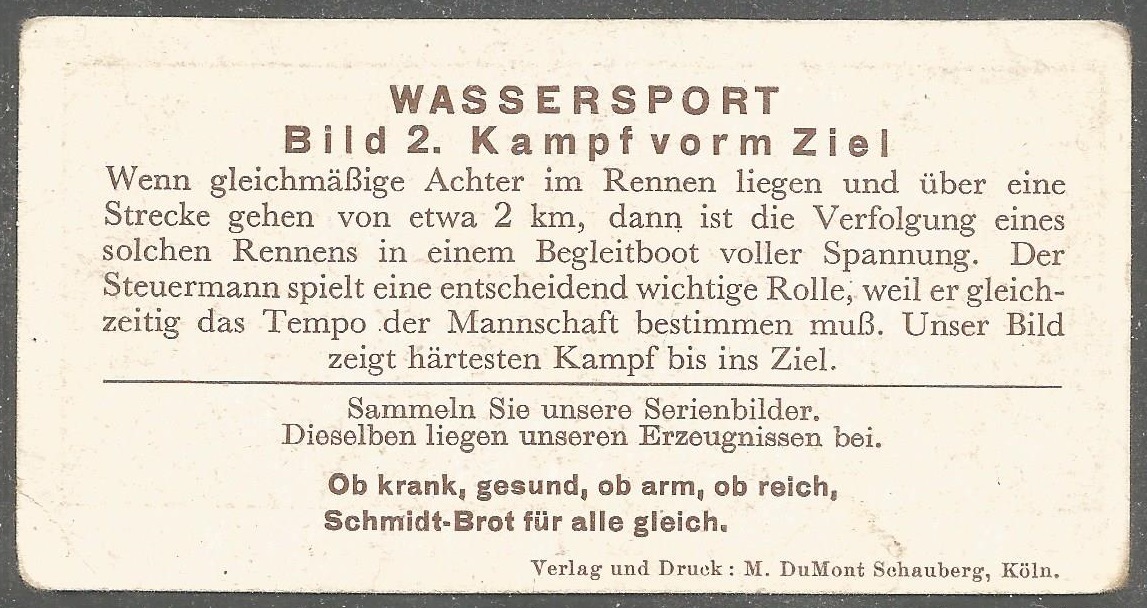 WASSERSPORT
Bild 2. Kampf vorm Ziel
Wenn gleichmäßige Achter im Rennen liegen und über eine
Strecke gehen von etwa 2 km, dann ist die Verfolgung eines
solchen Rennens in einem Begleitboot voller Spannung. Der
Steuermann spielt eine entscheidend wichtige Rolle, weil er gleich-
zeitig das Tempo der Mannschaft bestimmen muß. Unser Bild
zeigt härtesten Kampf bis ins Ziel.
Sammeln Sie unsere Serienbilder.
Dieselben liegen unseren Erzeugnissen bei.
Ob krank, gesund, ob arm, ob reich,
Schmidt-Brot für alle gleich.
Verlag und Druck: M. DuMont Schauberg, Köln.